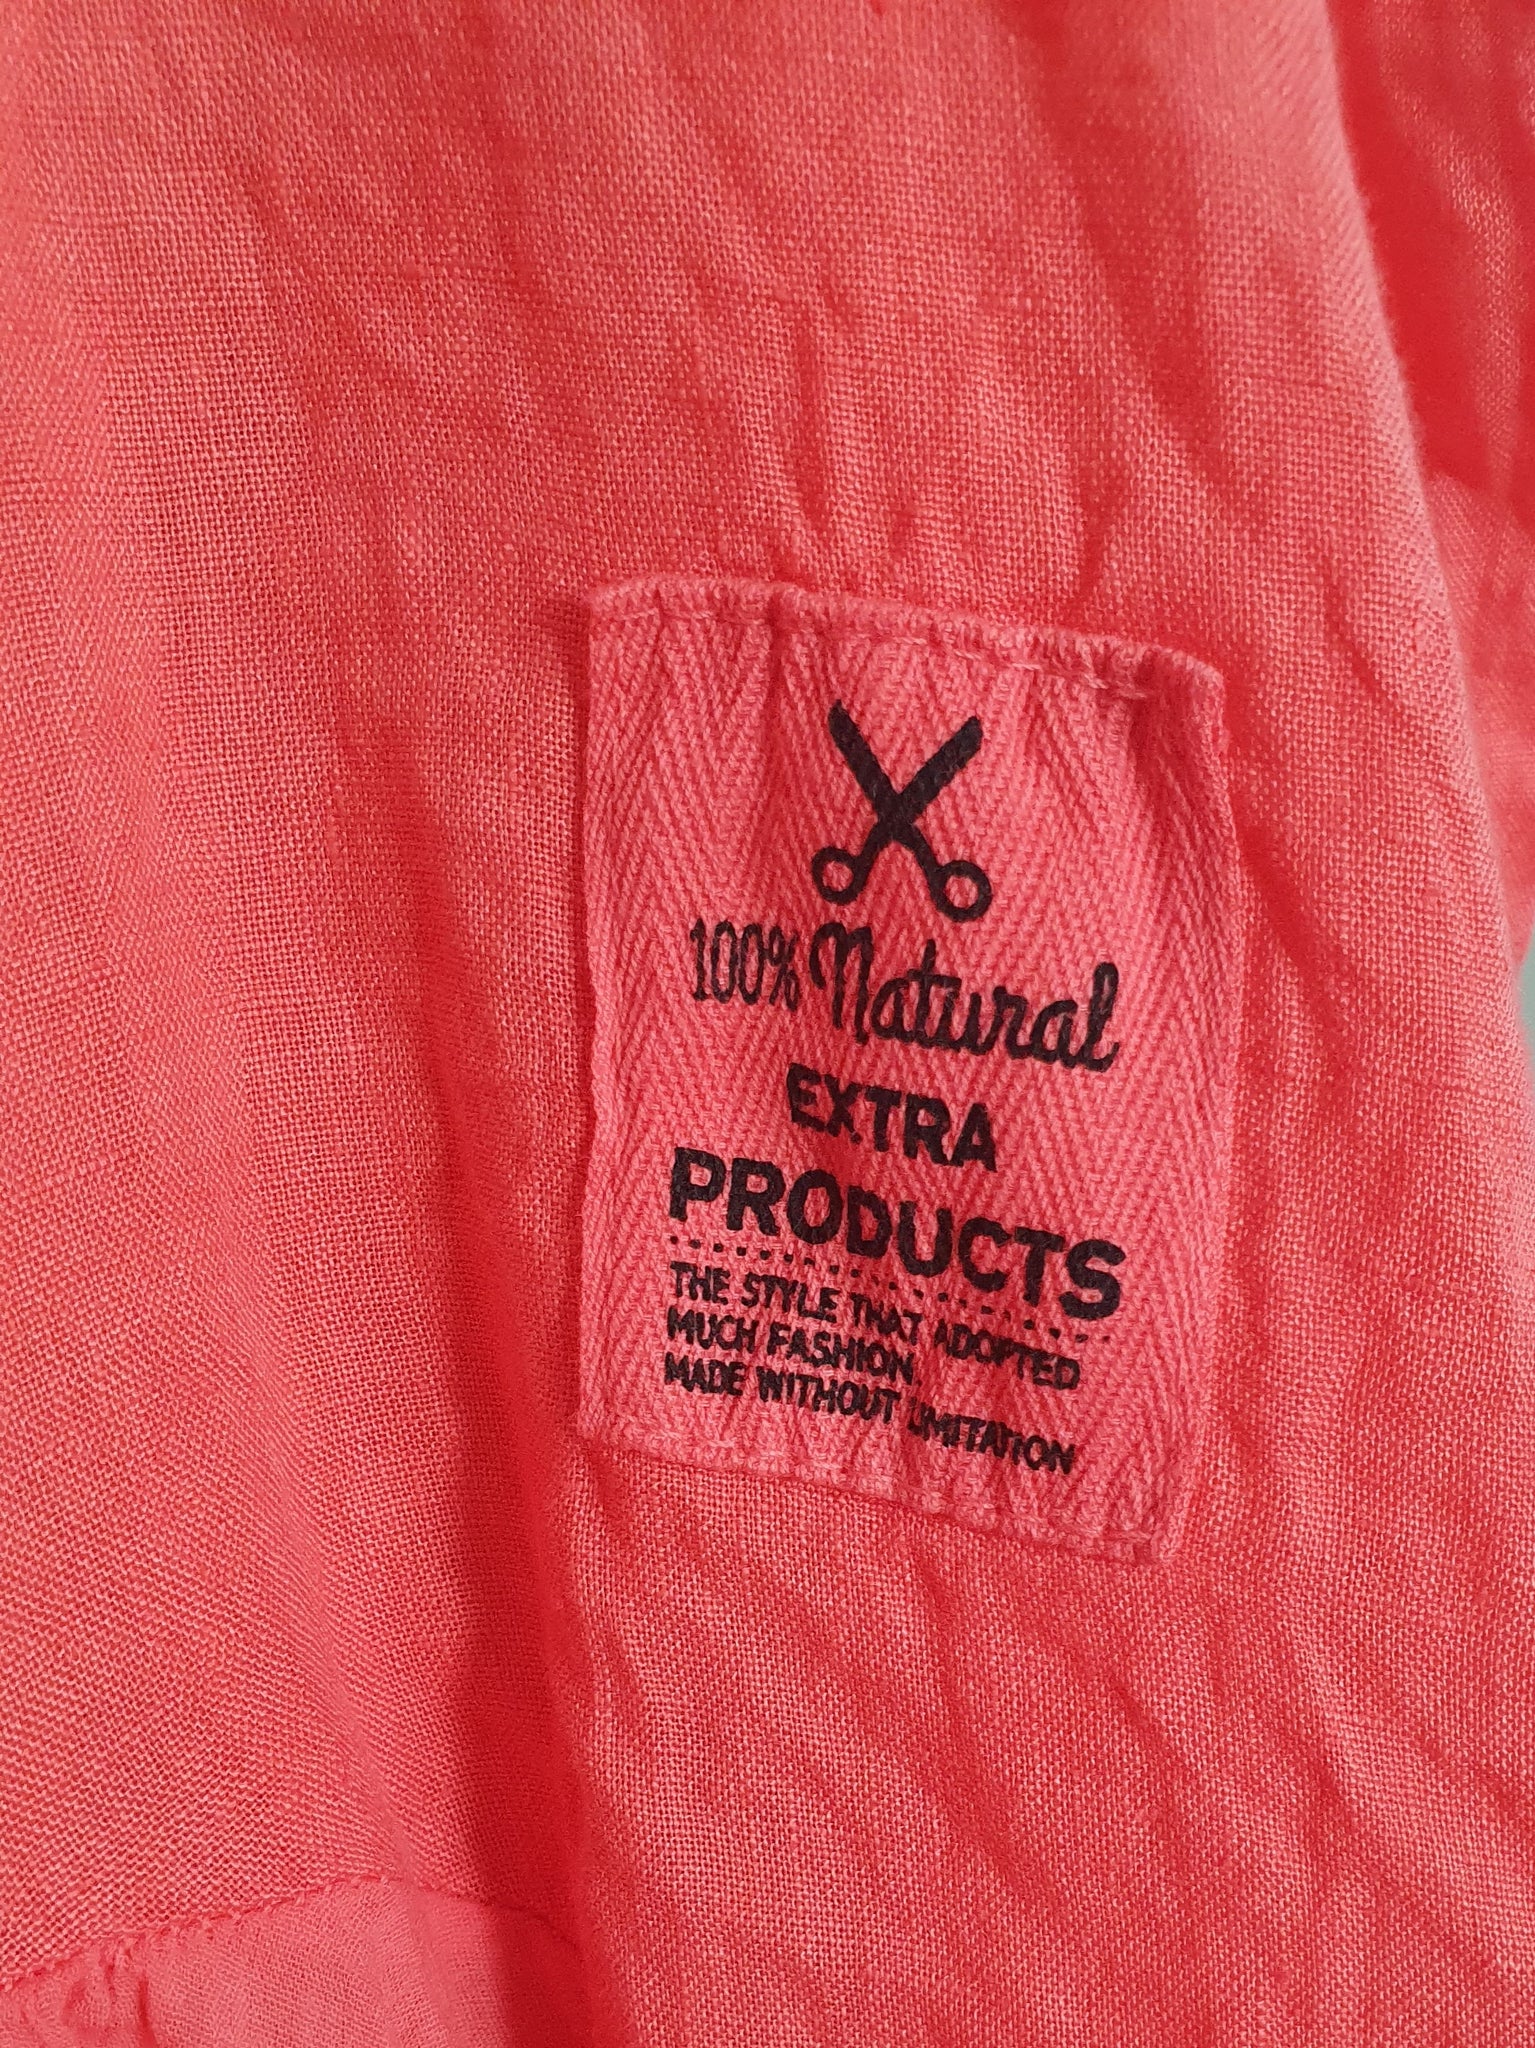 100% Natural
EXTRA
PRODUCTS
THE STYLE THAT ADOPTED
MUCH FASHION.
MADE WITHOUT LIMITATION